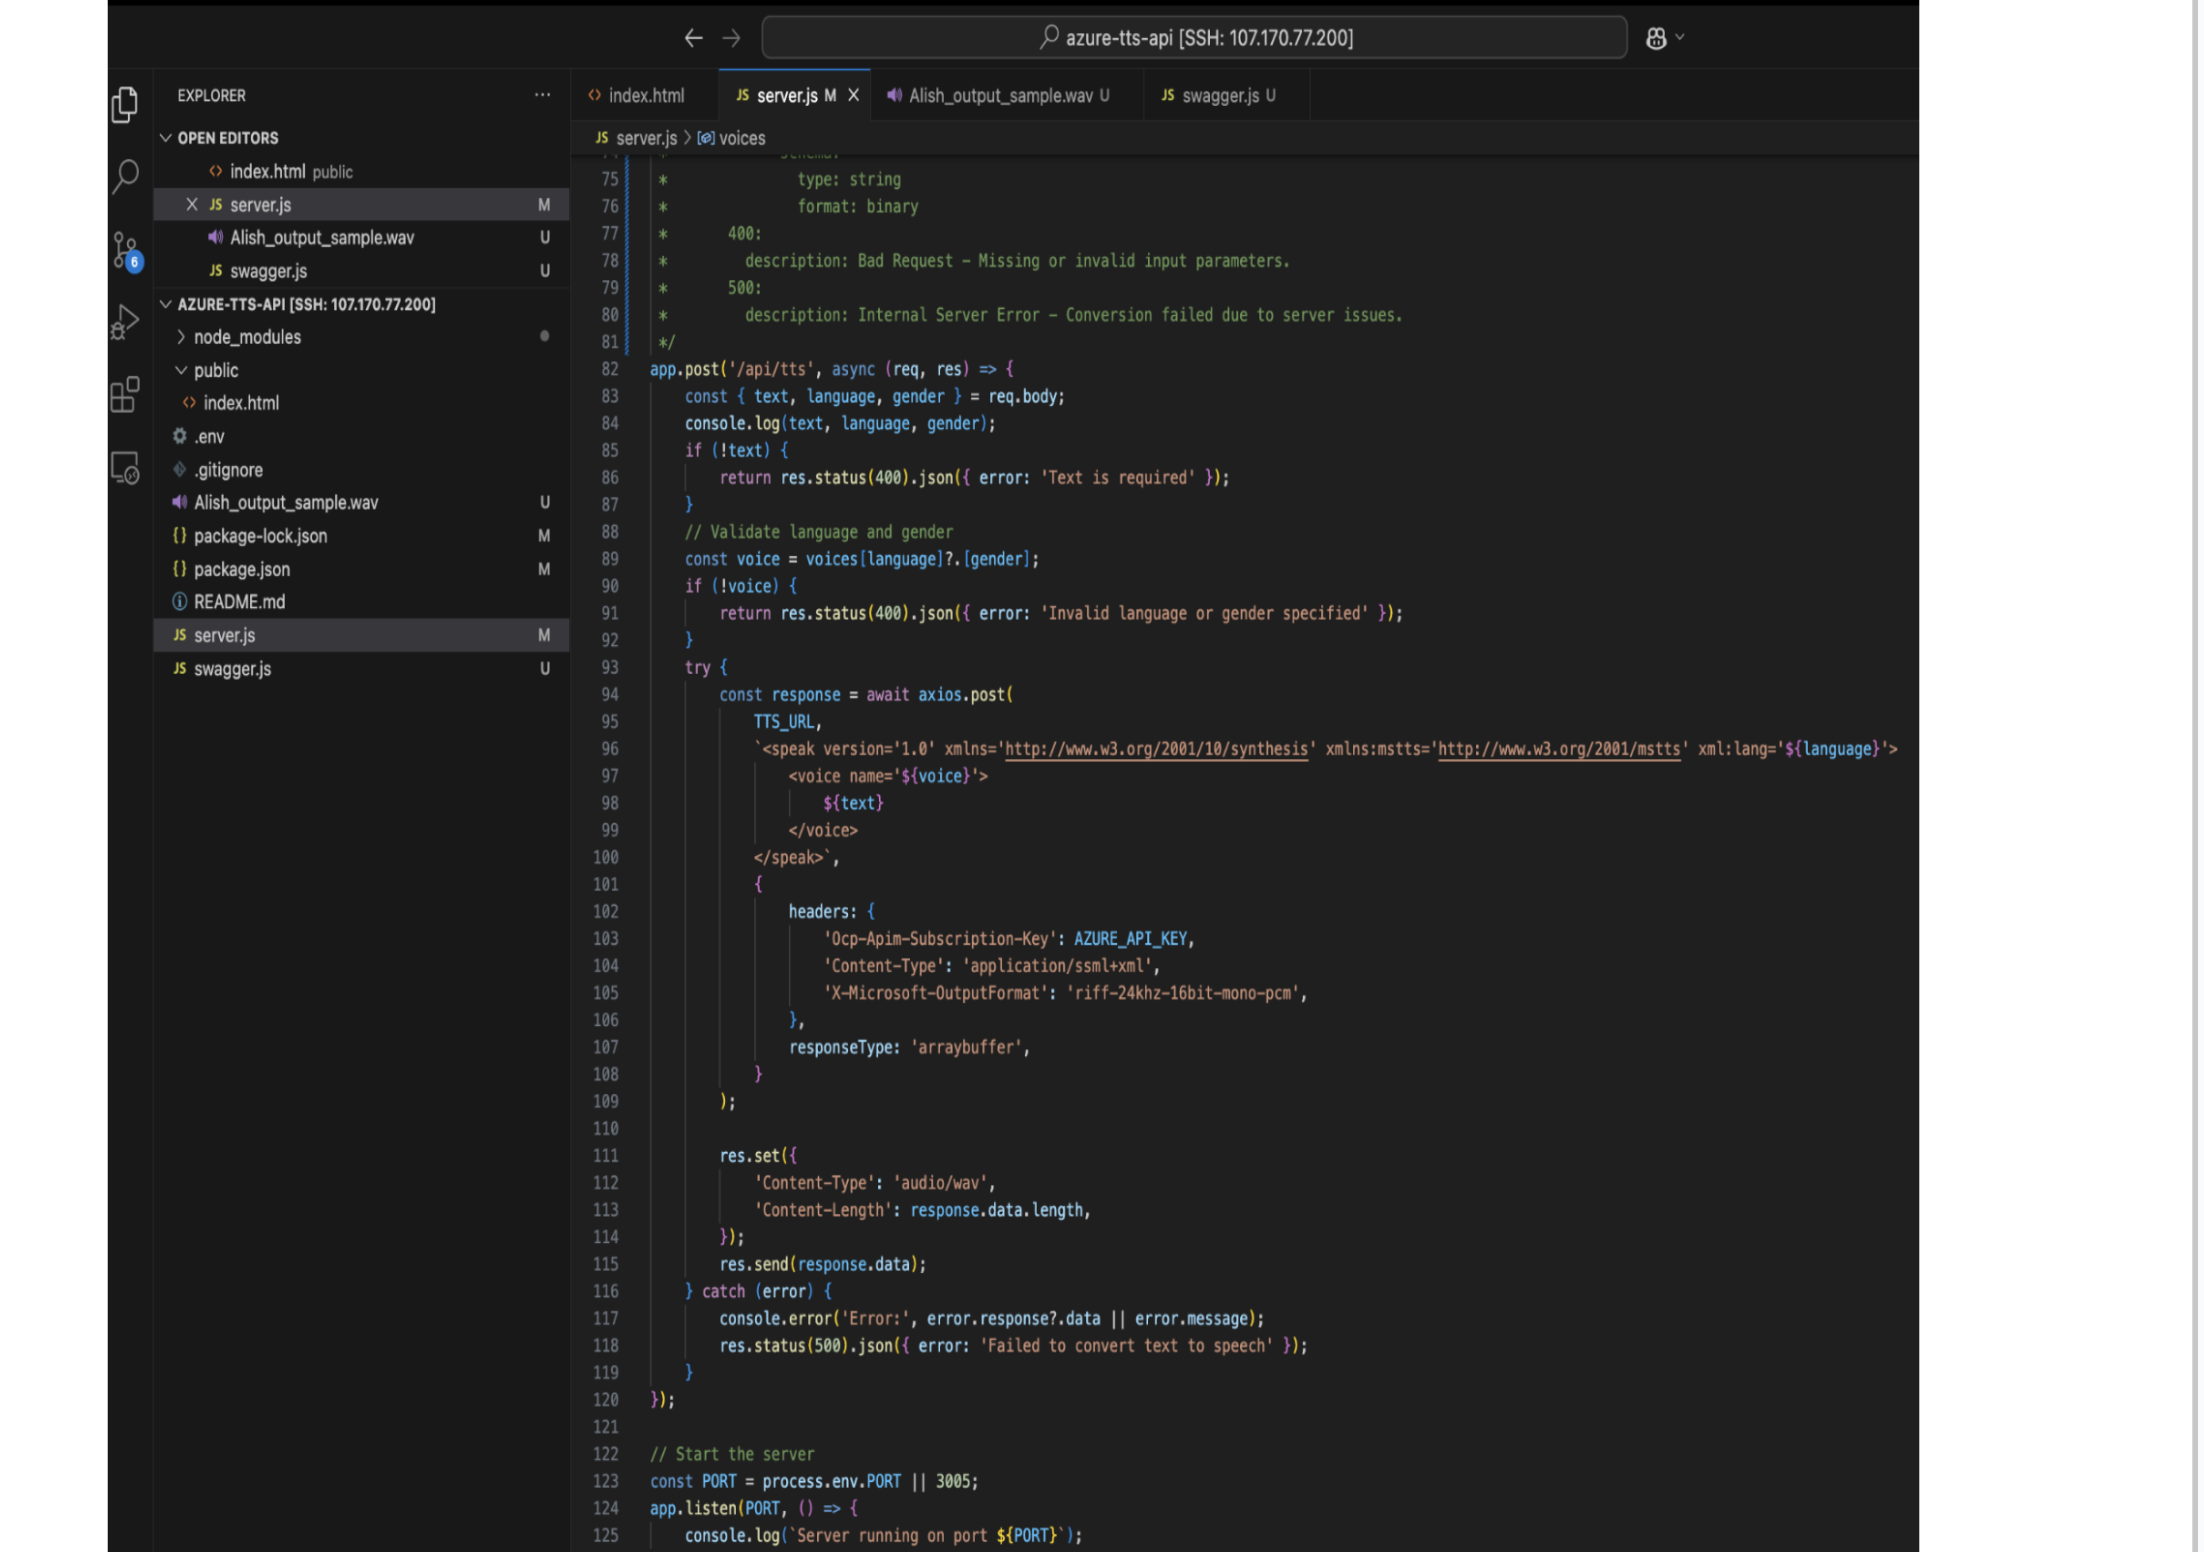 azure-tts-api [SSH: 107.170.77.200]
EXPLORER
OPEN EDITORS
index.html public
JS server.js M
Alish_output_sample.wav U
JS swagger.js U
6
AZURE-TTS-API [SSH: 107.170.77.200]
node_modules
public
index.html
.env
.gitignore
Alish_output_sample.wav U
{} package-lock.json M
{} package.json M
README.md
JS server.js M
JS swagger.js U
index.html
JS server.js M X
Alish_output_sample.wav U
JS swagger.js U
JS server.js > voices
74 * schema:
75 * type: string
76 * format: binary
77 * 400:
78 * description: Bad Request - Missing or invalid input parameters.
79 * 500:
80 * description: Internal Server Error - Conversion failed due to server issues.
81 */
82 app.post('/api/tts', async (req, res) => {
83 const { text, language, gender } = req.body;
84 console.log(text, language, gender);
85 if (!text) {
86 return res.status(400).json({ error: 'Text is required' });
87 }
88 // Validate language and gender
89 const voice = voices[language]?.[gender];
90 if (!voice) {
91 return res.status(400).json({ error: 'Invalid language or gender specified' });
92 }
93 try {
94 const response = await axios.post(
95 TTS_URL,
96 `<speak version='1.0' xmlns='http://www.w3.org/2001/10/synthesis' xmlns:mstts='http://www.w3.org/2001/mstts' xml:lang='${language}'>
97 <voice name='${voice}'>
98 ${text}
99 </voice>
100 </speak>`,
101 {
102 headers: {
103 'Ocp-Apim-Subscription-Key': AZURE_API_KEY,
104 'Content-Type': 'application/ssml+xml',
105 'X-Microsoft-OutputFormat': 'riff-24khz-16bit-mono-pcm',
106 },
107 responseType: 'arraybuffer',
108 }
109 );
110
111 res.set({
112 'Content-Type': 'audio/wav',
113 'Content-Length': response.data.length,
114 });
115 res.send(response.data);
116 } catch (error) {
117 console.error('Error:', error.response?.data || error.message);
118 res.status(500).json({ error: 'Failed to convert text to speech' });
119 }
120 });
121
122 // Start the server
123 const PORT = process.env.PORT || 3005;
124 app.listen(PORT, () => {
125 console.log(`Server running on port ${PORT}`);